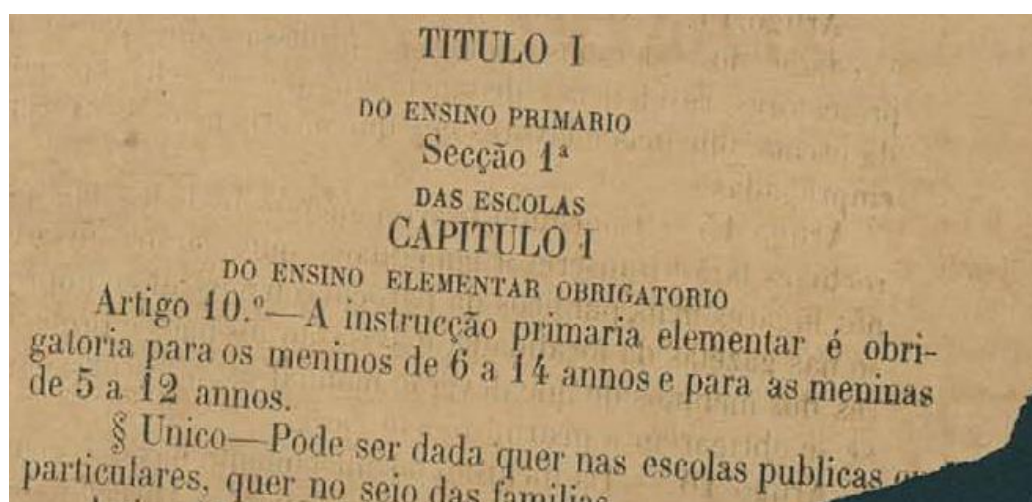 TITULO I
DO ENSINO PRIMARIO
Secção 1ª
DAS ESCOLAS
CAPITULO I
DO ENSINO ELEMENTAR OBRIGATORIO
Artigo 10.º—A instrucção primaria elementar é obri-
gatoria para os meninos de 6 a 14 annos e para as meninas
de 5 a 12 annos.
§ Unico—Pode ser dada quer nas escolas publicas
particulares, quer no seio das familias